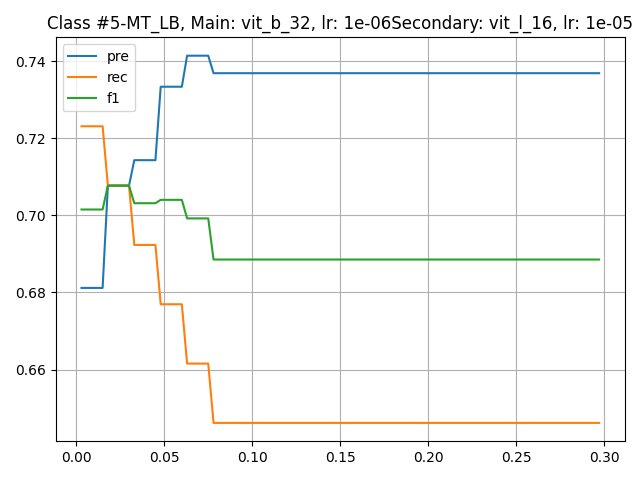 Class #5-MT_LB, Main: vit_b_32, lr: 1e-06Secondary: vit_l_16, lr: 1e-05
pre
rec
f1
0.74
0.72
0.70
0.68
0.66
0.00 0.05 0.10 0.15 0.20 0.25 0.30